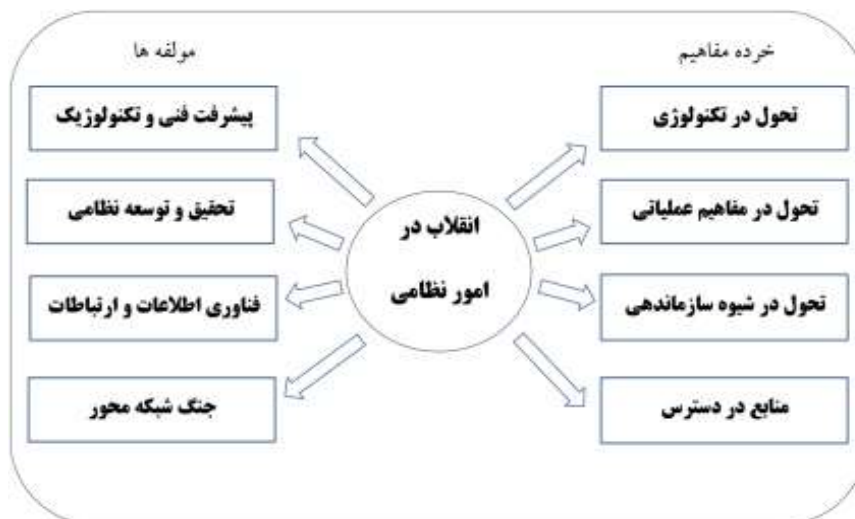 خرده مفاهیم
تحول در تکنولوژی
تحول در مفاهیم عملیاتی
تحول در شیوه سازماندهی
منابع در دسترس
انقلاب در
امور نظامی
مولفه ها
پیشرفت فنی و تکنولوژیک
تحقیق و توسعه نظامی
فناوری اطلاعات و ارتباطات
جنگ شبکه محور